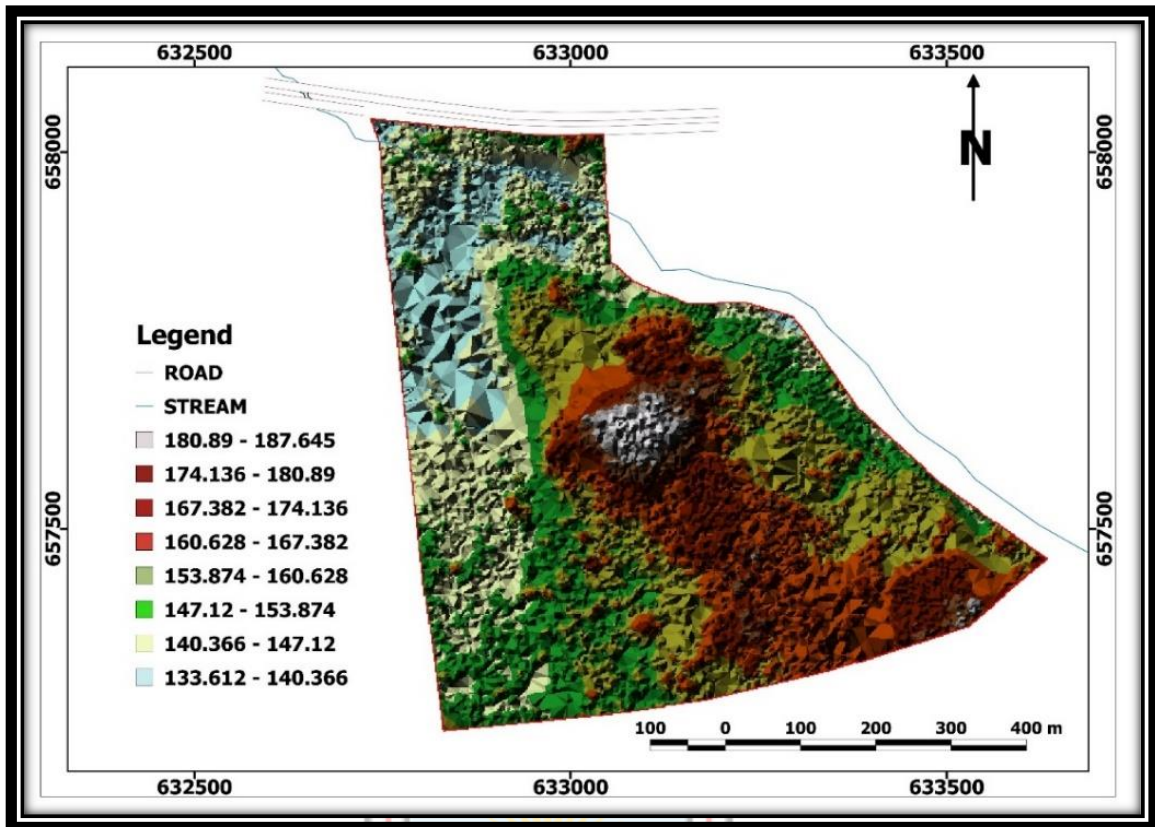 632500 633000 633500
658000 658000
N
Legend
ROAD
STREAM
180.89 - 187.645
174.136 - 180.89
167.382 - 174.136
160.628 - 167.382
153.874 - 160.628
147.12 - 153.874
140.366 - 147.12
133.612 - 140.366
657500 657500
100 0 100 200 300 400 m
632500 633000 633500